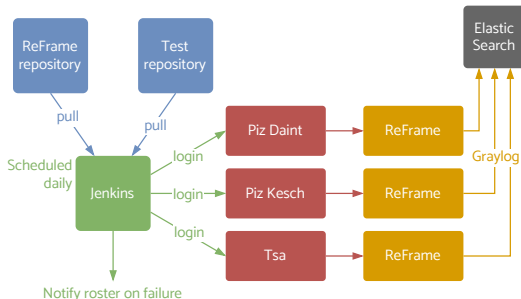 ReFrame
repository
Test
repository
Elastic
Search
pull
pull
Scheduled
daily
Jenkins
login
login
login
Piz Daint
ReFrame
Graylog
Piz Kesch
ReFrame
Tsa
ReFrame
Notify roster on failure